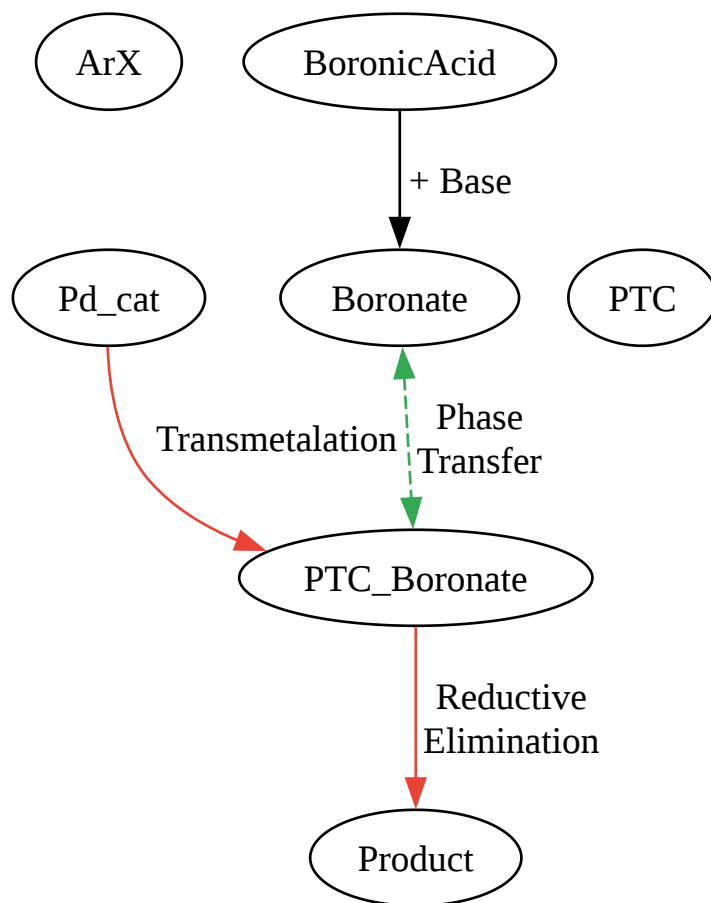 ArX
BoronicAcid
+ Base
Pd_cat
Boronate
PTC
Transmetalation
Phase
Transfer
PTC_Boronate
Reductive
Elimination
Product